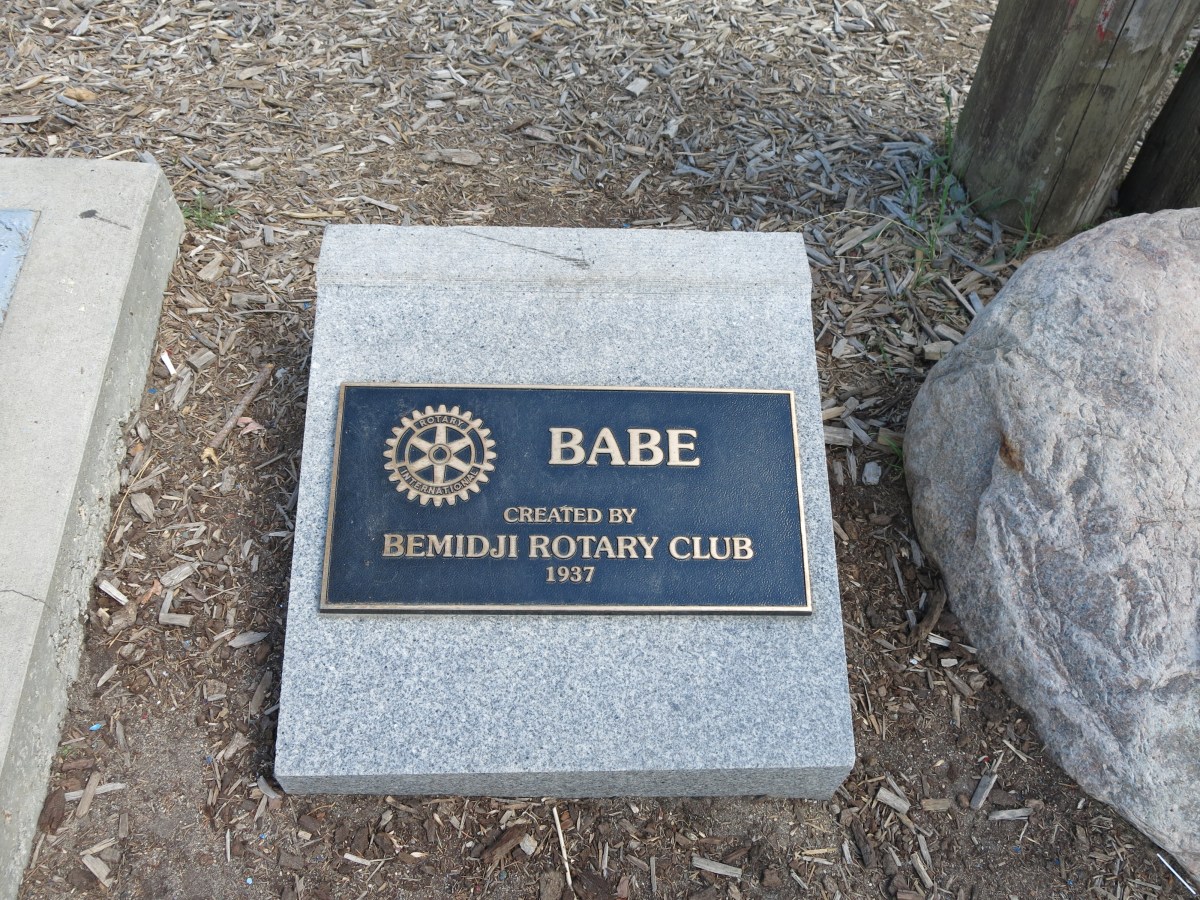 ROTARY
INTERNATIONAL
BABE
CREATED BY
BEMIDJI ROTARY CLUB
1937